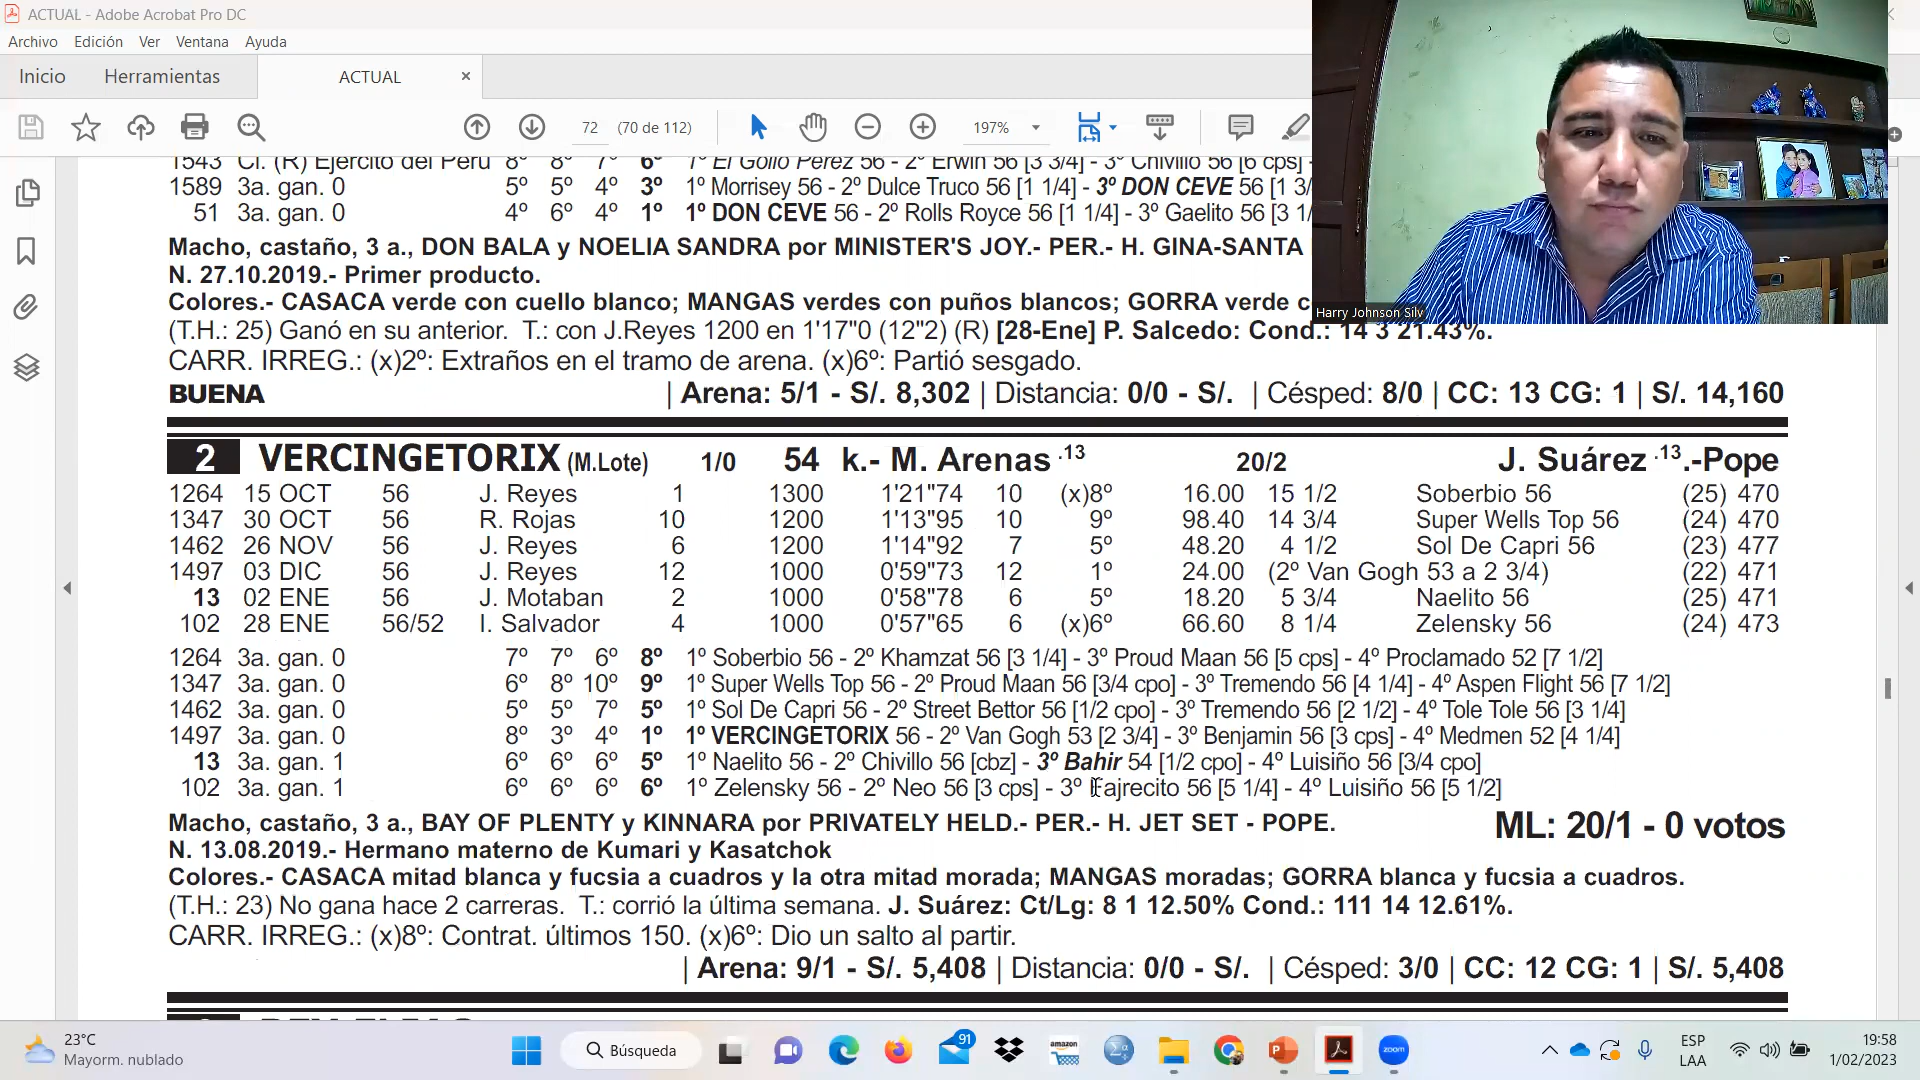 ACTUAL - Adobe Acrobat Pro DC
Archivo Edición Ver Ventana Ayuda
Inicio Herramientas ACTUAL ×
72 (70 de 112) 197%
1543 Cl. (R) Ejército del Perú 8º 8º 7º 6º 1º El Gollo Pérez 56 - 2º Erwin 56 [3 3/4] - 3º Chivillo 56 [6 cps] -
1589 3a. gan. 0 5º 5º 4º 3º 1º Morrisey 56 - 2º Dulce Truco 56 [1 1/4] - 3º DON CEVE 56 [1 3/
51 3a. gan. 0 4º 6º 4º 1º 1º DON CEVE 56 - 2º Rolls Royce 56 [1 1/4] - 3º Gaelito 56 [3 1/
Macho, castaño, 3 a., DON BALA y NOELIA SANDRA por MINISTER'S JOY.- PER.- H. GINA-SANTA
N. 27.10.2019.- Primer producto.
Colores.- CASACA verde con cuello blanco; MANGAS verdes con puños blancos; GORRA verde c
Harry Johnson Silv
(T.H.: 25) Ganó en su anterior. T.: con J.Reyes 1200 en 1'17"0 (12"2) (R) [28-Ene] P. Salcedo: Cond.: 14 3 21.43%.
CARR. IRREG.: (x)2º: Extraños en el tramo de arena. (x)6º: Partió sesgado.
BUENA | Arena: 5/1 - S/. 8,302 | Distancia: 0/0 - S/. | Césped: 8/0 | CC: 13 CG: 1 | S/. 14,160
2 VERCINGETORIX (M.Lote) 1/0 54 k.- M. Arenas .13 20/2 J. Suárez .13.-Pope
1264 15 OCT 56 J. Reyes 1 1300 1'21"74 10 (x)8º 16.00 15 1/2 Soberbio 56 (25) 470
1347 30 OCT 56 R. Rojas 10 1200 1'13"95 10 9º 98.40 14 3/4 Super Wells Top 56 (24) 470
1462 26 NOV 56 J. Reyes 6 1200 1'14"92 7 5º 48.20 4 1/2 Sol De Capri 56 (23) 477
1497 03 DIC 56 J. Reyes 12 1000 0'59"73 12 1º 24.00 (2º Van Gogh 53 a 2 3/4) (22) 471
13 02 ENE 56 J. Motaban 2 1000 0'58"78 6 5º 18.20 5 3/4 Naelito 56 (25) 471
102 28 ENE 56/52 I. Salvador 4 1000 0'57"65 6 (x)6º 66.60 8 1/4 Zelensky 56 (24) 473
1264 3a. gan. 0 7º 7º 6º 8º 1º Soberbio 56 - 2º Khamzat 56 [3 1/4] - 3º Proud Maan 56 [5 cps] - 4º Proclamado 52 [7 1/2]
1347 3a. gan. 0 6º 8º 10º 9º 1º Super Wells Top 56 - 2º Proud Maan 56 [3/4 cpo] - 3º Tremendo 56 [4 1/4] - 4º Aspen Flight 56 [7 1/2]
1462 3a. gan. 0 5º 5º 7º 5º 1º Sol De Capri 56 - 2º Street Bettor 56 [1/2 cpo] - 3º Tremendo 56 [2 1/2] - 4º Tole Tole 56 [3 1/4]
1497 3a. gan. 0 8º 3º 4º 1º 1º VERCINGETORIX 56 - 2º Van Gogh 53 [2 3/4] - 3º Benjamin 56 [3 cps] - 4º Medmen 52 [4 1/4]
13 3a. gan. 1 6º 6º 6º 5º 1º Naelito 56 - 2º Chivillo 56 [cbz] - 3º Bahir 54 [1/2 cpo] - 4º Luisiño 56 [3/4 cpo]
102 3a. gan. 1 6º 6º 6º 6º 1º Zelensky 56 - 2º Neo 56 [3 cps] - 3º Fajrecito 56 [5 1/4] - 4º Luisiño 56 [5 1/2]
Macho, castaño, 3 a., BAY OF PLENTY y KINNARA por PRIVATELY HELD.- PER.- H. JET SET - POPE. ML: 20/1 - 0 votos
N. 13.08.2019.- Hermano materno de Kumari y Kasatchok
Colores.- CASACA mitad blanca y fucsia a cuadros y la otra mitad morada; MANGAS moradas; GORRA blanca y fucsia a cuadros.
(T.H.: 23) No gana hace 2 carreras. T.: corrió la última semana. J. Suárez: Ct/Lg: 8 1 12.50% Cond.: 111 14 12.61%.
CARR. IRREG.: (x)8º: Contrat. últimos 150. (x)6º: Dio un salto al partir.
| Arena: 9/1 - S/. 5,408 | Distancia: 0/0 - S/. | Césped: 3/0 | CC: 12 CG: 1 | S/. 5,408
23°C
Mayorm. nublado
Búsqueda
91
amazon
zoom
ESP
LAA
19:58
1/02/2023